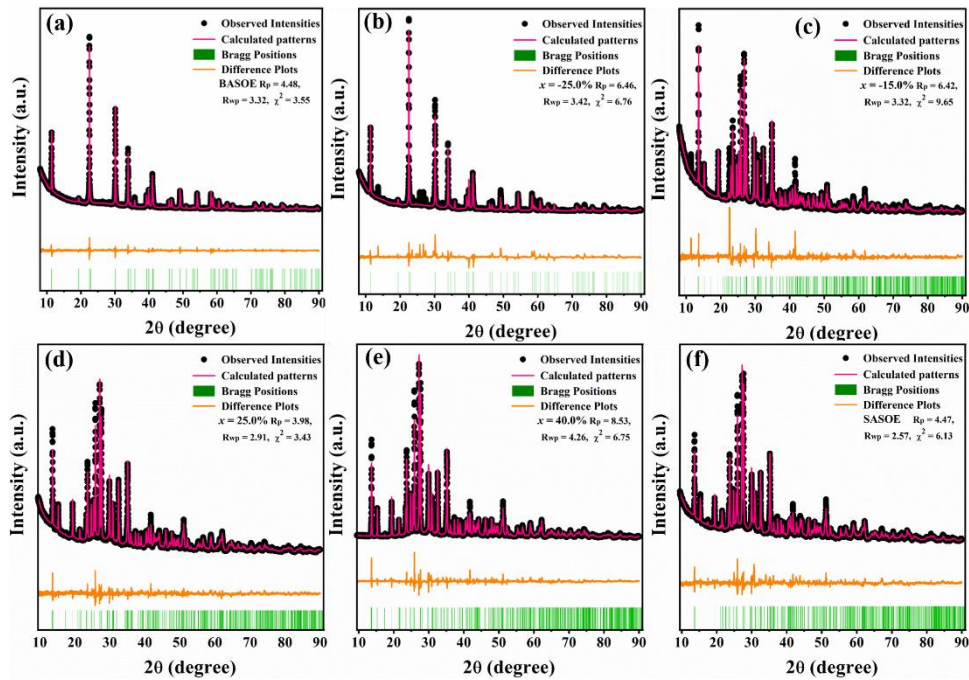 (a)
Observed Intensities
Calculated patterns
Bragg Positions
Difference Plots
BASOE Rp = 4.48,
Rwp = 3.32, χ² = 3.55
Intensity (a.u.)
10 20 30 40 50 60 70 80 90
2θ (degree)
(b)
Observed Intensities
Calculated patterns
Bragg Positions
Difference Plots
x = -25.0% Rp = 6.46,
Rwp = 3.42, χ² = 6.76
Intensity (a.u.)
10 20 30 40 50 60 70 80 90
2θ (degree)
(c)
Observed Intensities
Calculated patterns
Bragg Positions
Difference Plots
x = -15.0% Rp = 6.42,
Rwp = 3.32, χ² = 9.65
Intensity (a.u.)
10 20 30 40 50 60 70 80 90
2θ (degree)
(d)
Observed Intensities
Calculated patterns
Bragg Positions
Difference Plots
x = 25.0% Rp = 3.98,
Rwp = 2.91, χ² = 3.43
Intensity (a.u.)
10 20 30 40 50 60 70 80 90
2θ (degree)
(e)
Observed Intensities
Calculated patterns
Bragg Positions
Difference Plots
x = 40.0% Rp = 8.53,
Rwp = 4.26, χ² = 6.75
Intensity (a.u.)
10 20 30 40 50 60 70 80 90
2θ (degree)
(f)
Observed Intensities
Calculated patterns
Bragg Positions
Difference Plots
SASOE Rp = 4.47,
Rwp = 2.57, χ² = 6.13
Intensity (a.u.)
10 20 30 40 50 60 70 80 90
2θ (degree)